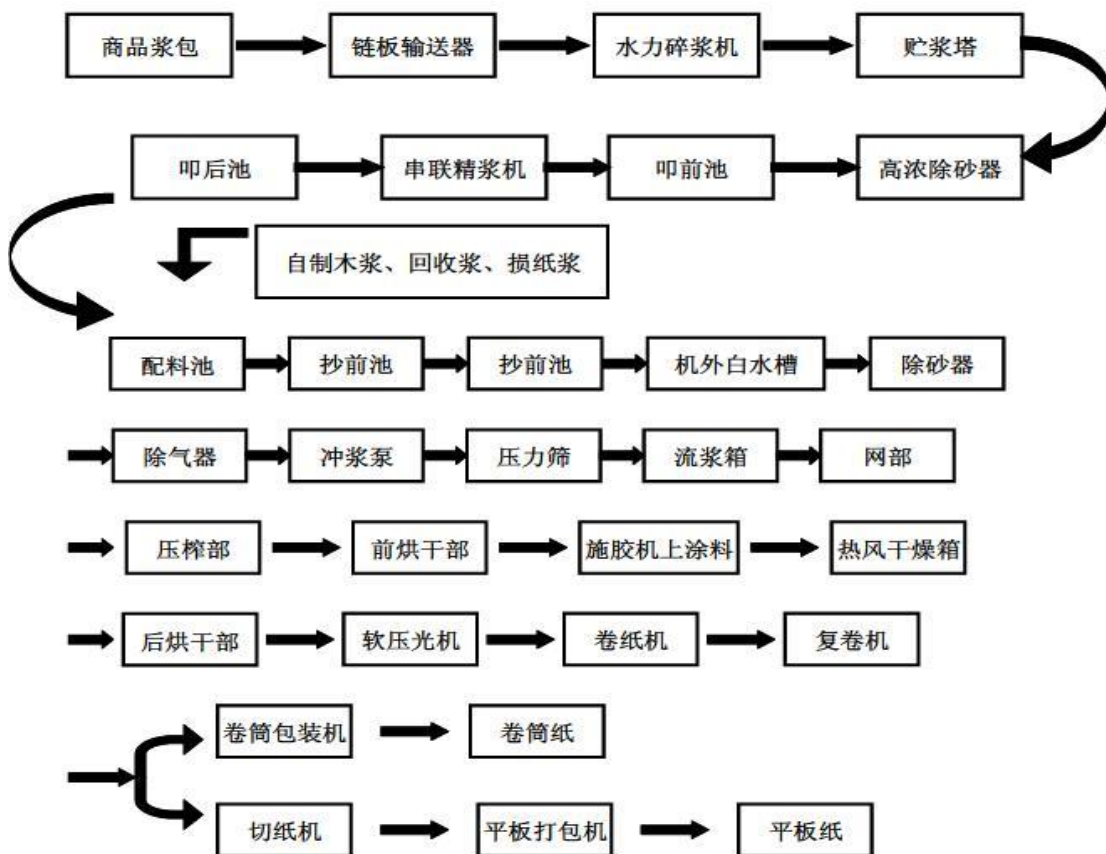 商品浆包
链板输送器
水力碎浆机
贮浆塔
叩后池
串联精浆机
叩前池
高浓除砂器
自制木浆、回收浆、损纸浆
配料池
抄前池
抄前池
机外白水槽
除砂器
除气器
冲浆泵
压力筛
流浆箱
网部
压榨部
前烘干部
施胶机上涂料
热风干燥箱
后烘干部
软压光机
卷纸机
复卷机
卷筒包装机
卷筒纸
切纸机
平板打包机
平板纸